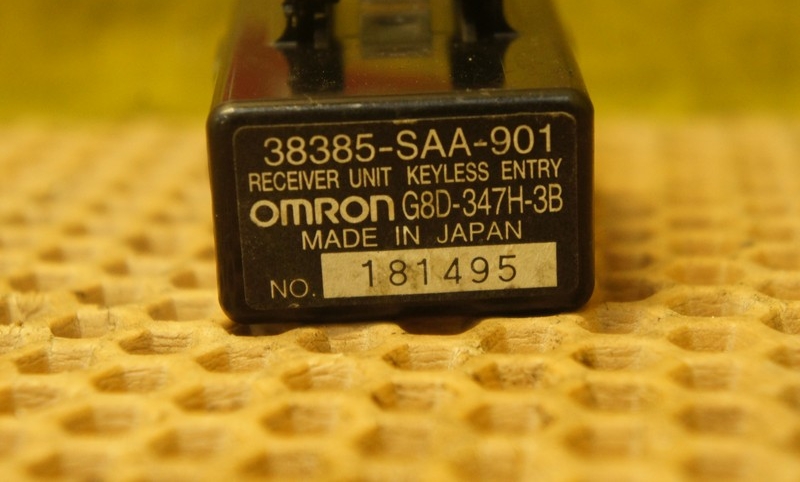 38385-SAA-901
RECEIVER UNIT KEYLESS ENTRY
OMRON G8D-347H-3B
MADE IN JAPAN
NO. 181495